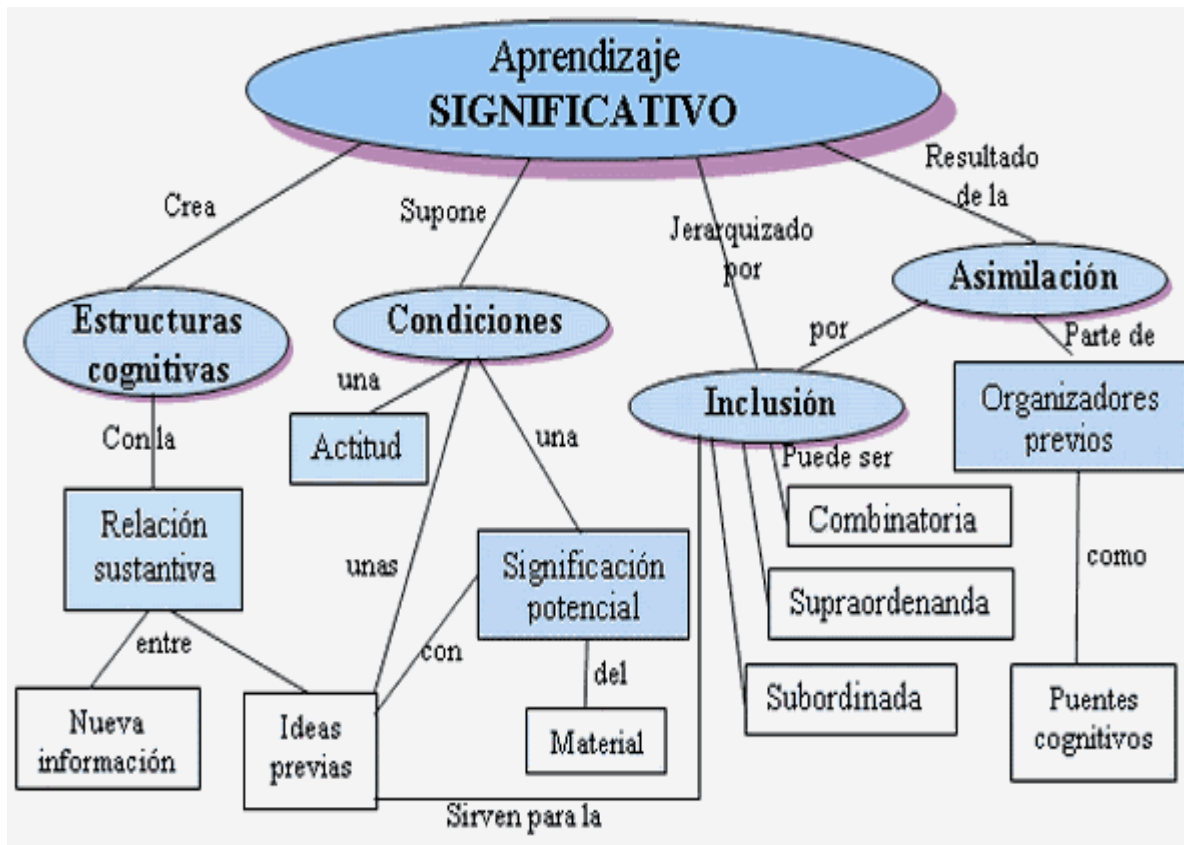 Aprendizaje
SIGNIFICATIVO
Crea
Supone
Jerarquizado
por
Resultado
de la
Estructuras
cognitivas
Condiciones
Asimilación
por
Parte de
Inclusión
Organizadores
previos
Con la
una
Actitud
una
Puede ser
Combinatoria
Relación
sustantiva
unas
Significación
potencial
como
Supraordenanda
entre
con
del
Subordinada
Nueva
información
Ideas
previas
Material
Puentes
cognitivos
Sirven para la